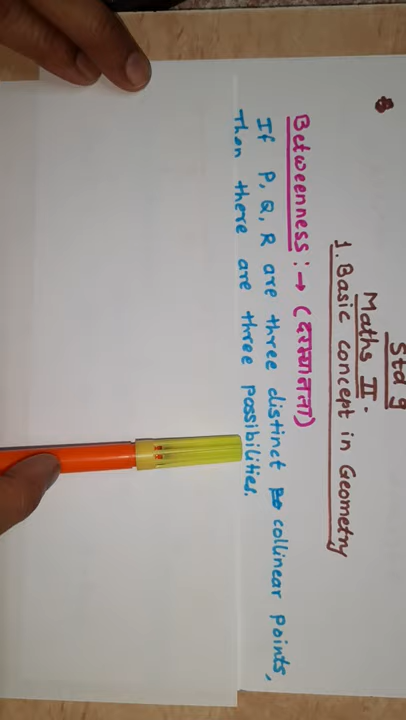 Std 9
Maths II.
1. Basic concept in Geometry
Betweenness : → (दरम्यानता)
If P, Q, R are three distinct collinear points,
Then there are three possibilities.